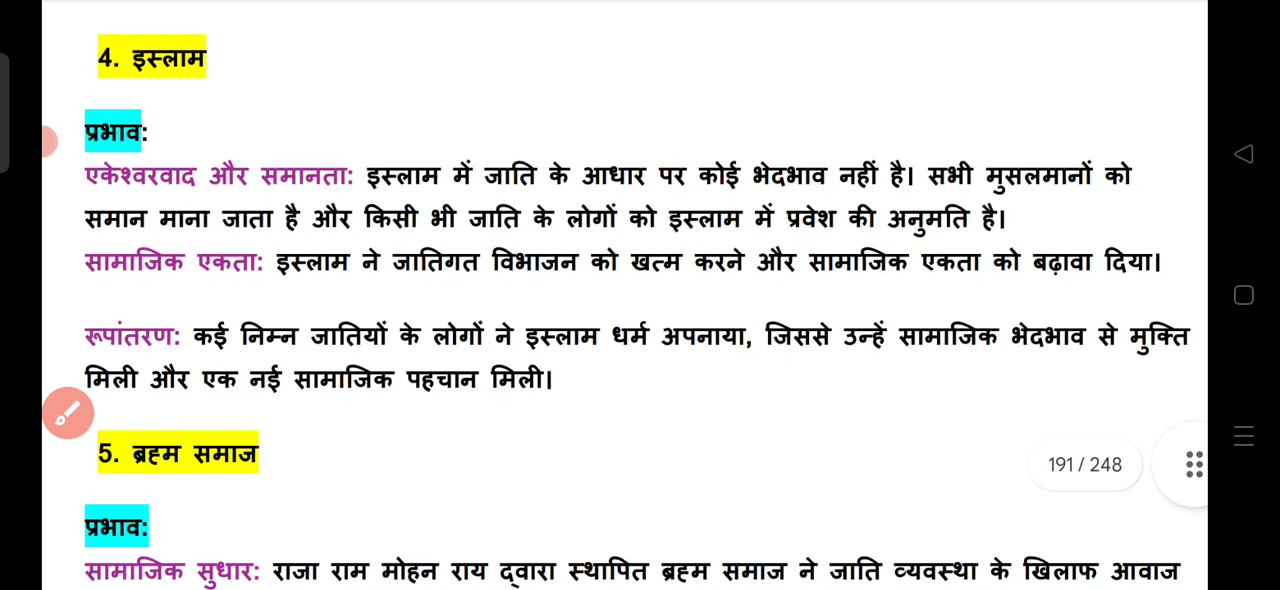 4. इस्लाम
प्रभाव:
एकेश्वरवाद और समानता: इस्लाम में जाति के आधार पर कोई भेदभाव नहीं है। सभी मुसलमानों को
समान माना जाता है और किसी भी जाति के लोगों को इस्लाम में प्रवेश की अनुमति है।
सामाजिक एकता: इस्लाम ने जातिगत विभाजन को खत्म करने और सामाजिक एकता को बढ़ावा दिया।
रूपांतरण: कई निम्न जातियों के लोगों ने इस्लाम धर्म अपनाया, जिससे उन्हें सामाजिक भेदभाव से मुक्ति
मिली और एक नई सामाजिक पहचान मिली।
5. ब्रह्म समाज
191 / 248
प्रभाव:
सामाजिक सुधार: राजा राम मोहन राय द्वारा स्थापित ब्रह्म समाज ने जाति व्यवस्था के खिलाफ आवाज